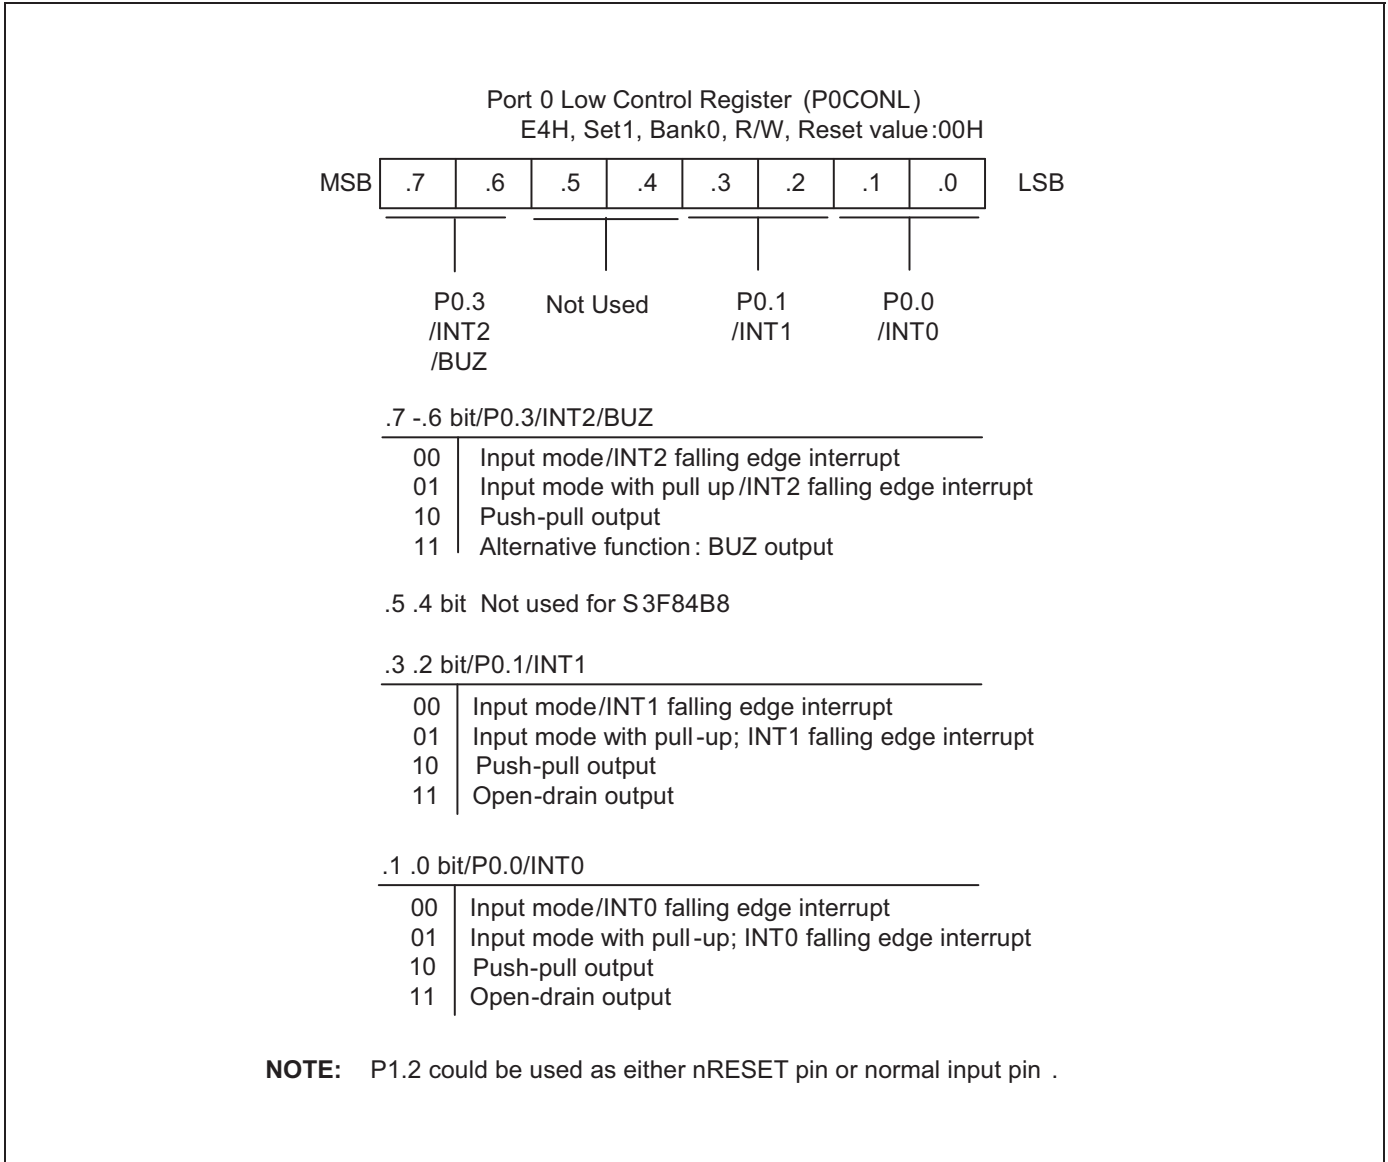 Port 0 Low Control Register (P0CONL)
E4H, Set1, Bank0, R/W, Reset value:00H
MSB .7 .6 .5 .4 .3 .2 .1 .0 LSB
P0.3 Not Used P0.1 P0.0
/INT2 /INT1 /INT0
/BUZ
.7 -.6 bit/P0.3/INT2/BUZ
00 Input mode/INT2 falling edge interrupt
01 Input mode with pull up/INT2 falling edge interrupt
10 Push-pull output
11 Alternative function: BUZ output
.5 .4 bit Not used for S3F84B8
.3 .2 bit/P0.1/INT1
00 Input mode/INT1 falling edge interrupt
01 Input mode with pull-up; INT1 falling edge interrupt
10 Push-pull output
11 Open-drain output
.1 .0 bit/P0.0/INT0
00 Input mode/INT0 falling edge interrupt
01 Input mode with pull-up; INT0 falling edge interrupt
10 Push-pull output
11 Open-drain output
NOTE: P1.2 could be used as either nRESET pin or normal input pin .